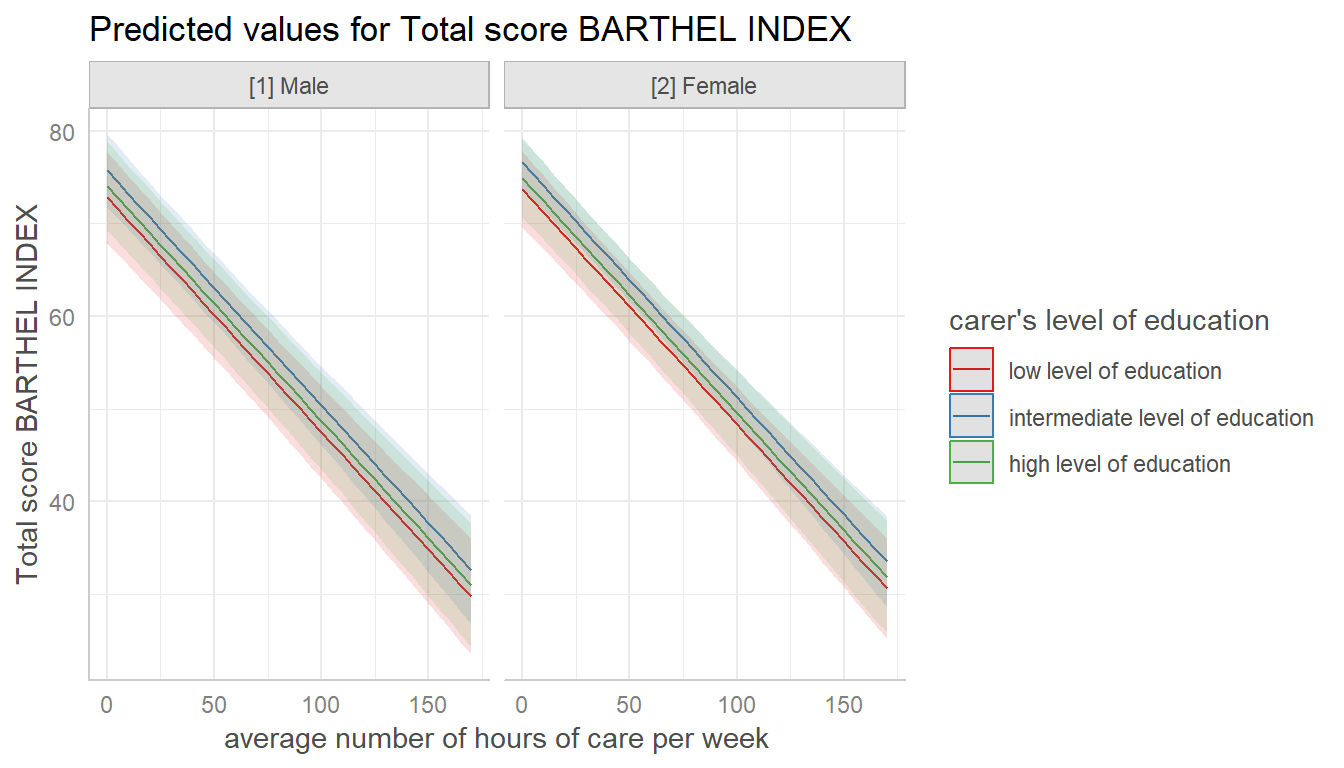 Predicted values for Total score BARTHEL INDEX
[1] Male
[2] Female
Total score BARTHEL INDEX
80
60
40
0
50
100
150
0
50
100
150
average number of hours of care per week
carer's level of education
low level of education
intermediate level of education
high level of education